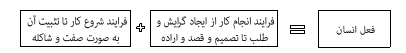 فرایند شروع کار تا تثبیت آن
به صورت صفت و شاکله
+
فرایند انجام کار از ایجاد گرایش و
طلب تا تصمیم و قصد و اراده
=
فعل انسان